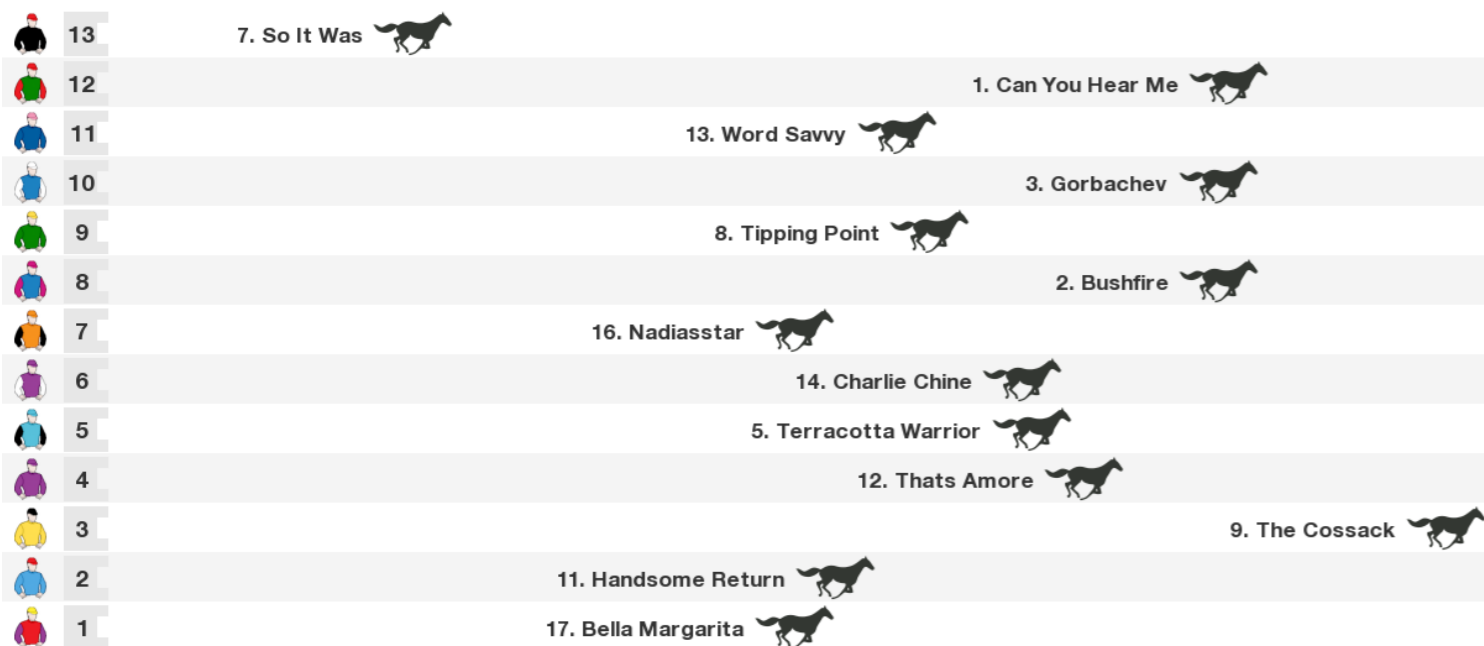 13 7. So It Was
12 1. Can You Hear Me
11 13. Word Savvy
10 3. Gorbachev
9 8. Tipping Point
8 2. Bushfire
7 16. Nadiasstar
6 14. Charlie Chine
5 5. Terracotta Warrior
4 12. Thats Amore
3 9. The Cossack
2 11. Handsome Return
1 17. Bella Margarita